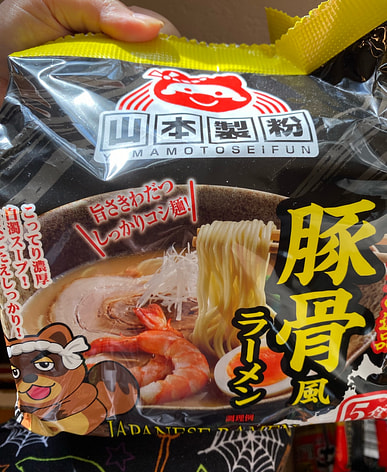 山本製粉
YAMAMOTOSEIFUN
旨さきわだつ
しっかりコシ麺!
豚骨風
ラーメン
こってり濃厚
白濁スープ!
たえしっかり!
調理例
JAPANESE RAMEN
5